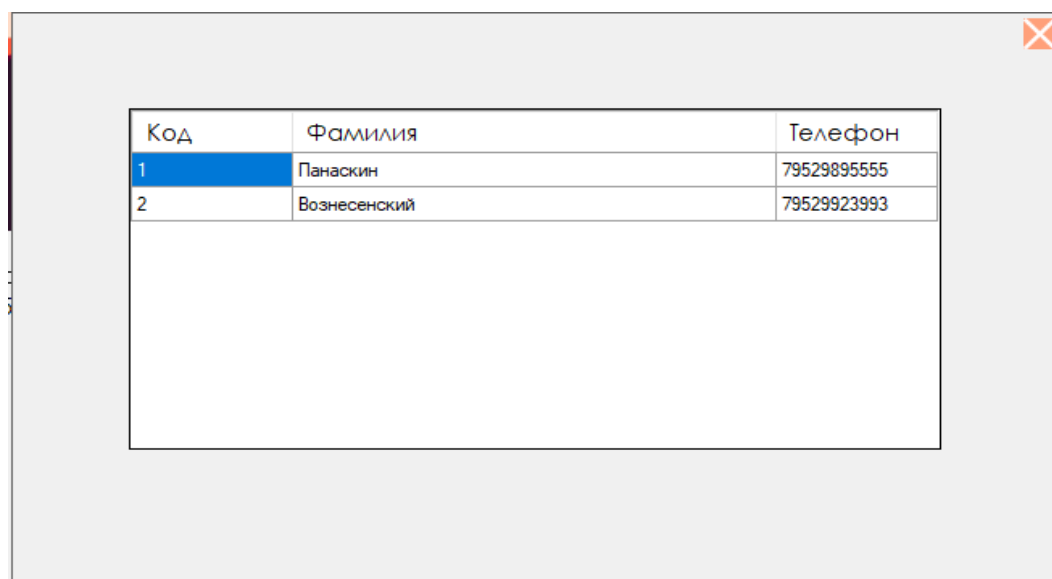 Код Фамилия Телефон
1 Панаскин 79529895555
2 Вознесенский 79529923993